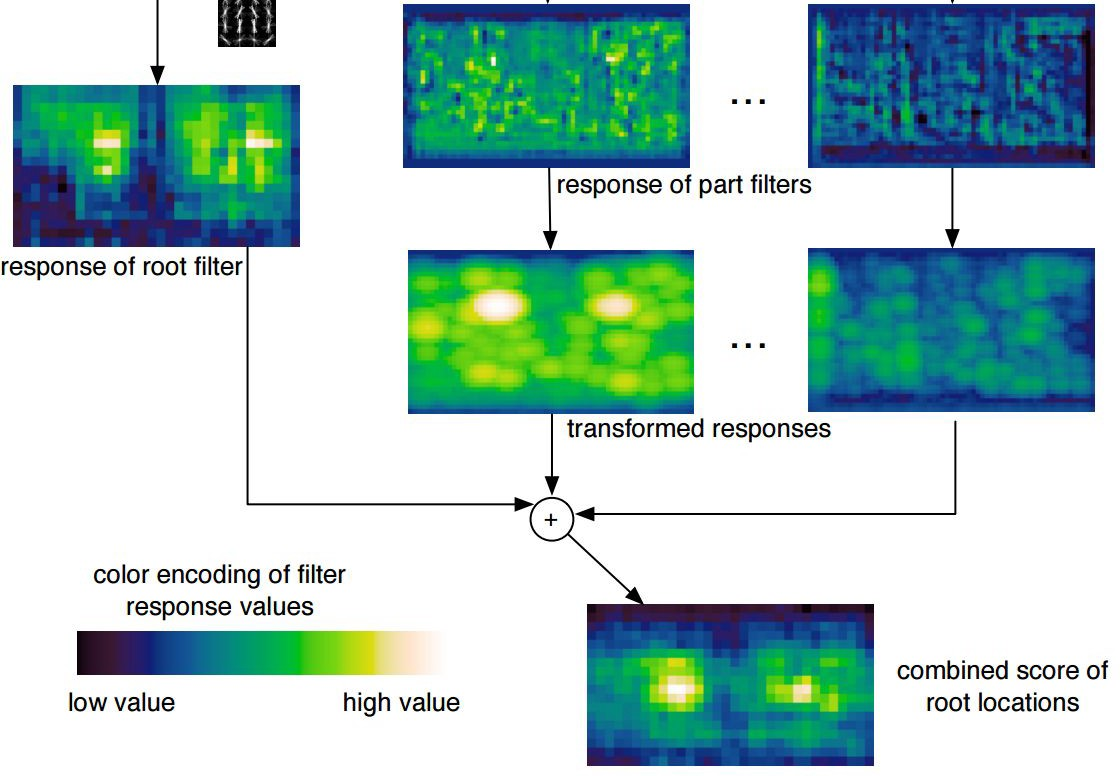 ...
response of part filters
response of root filter
...
transformed responses
+
color encoding of filter
response values
low value
high value
combined score of
root locations